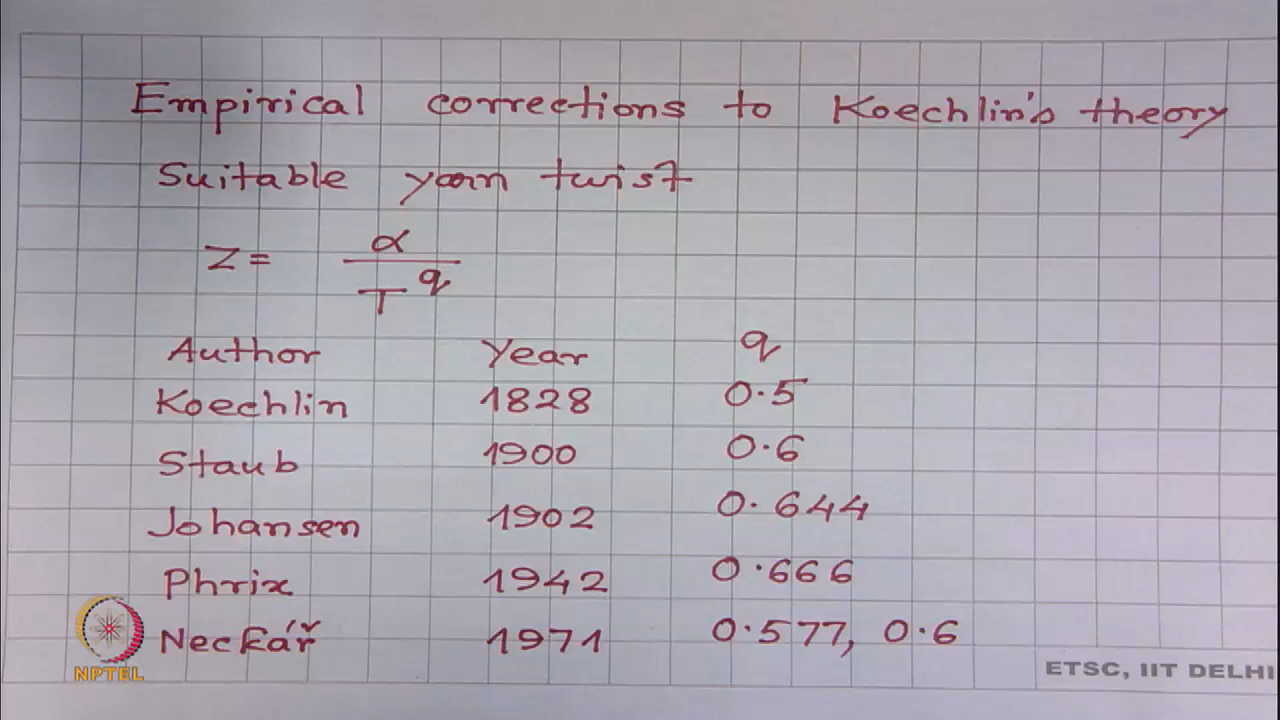 Empirical corrections to Koechlin's theory
Suitable yarn twist
Z = α / T^q
Author Year q
Koechlin 1828 0.5
Staub 1900 0.6
Johansen 1902 0.644
Phrix 1942 0.666
Neckář 1971 0.577, 0.6
NPTEL
ETSC, IIT DELHI